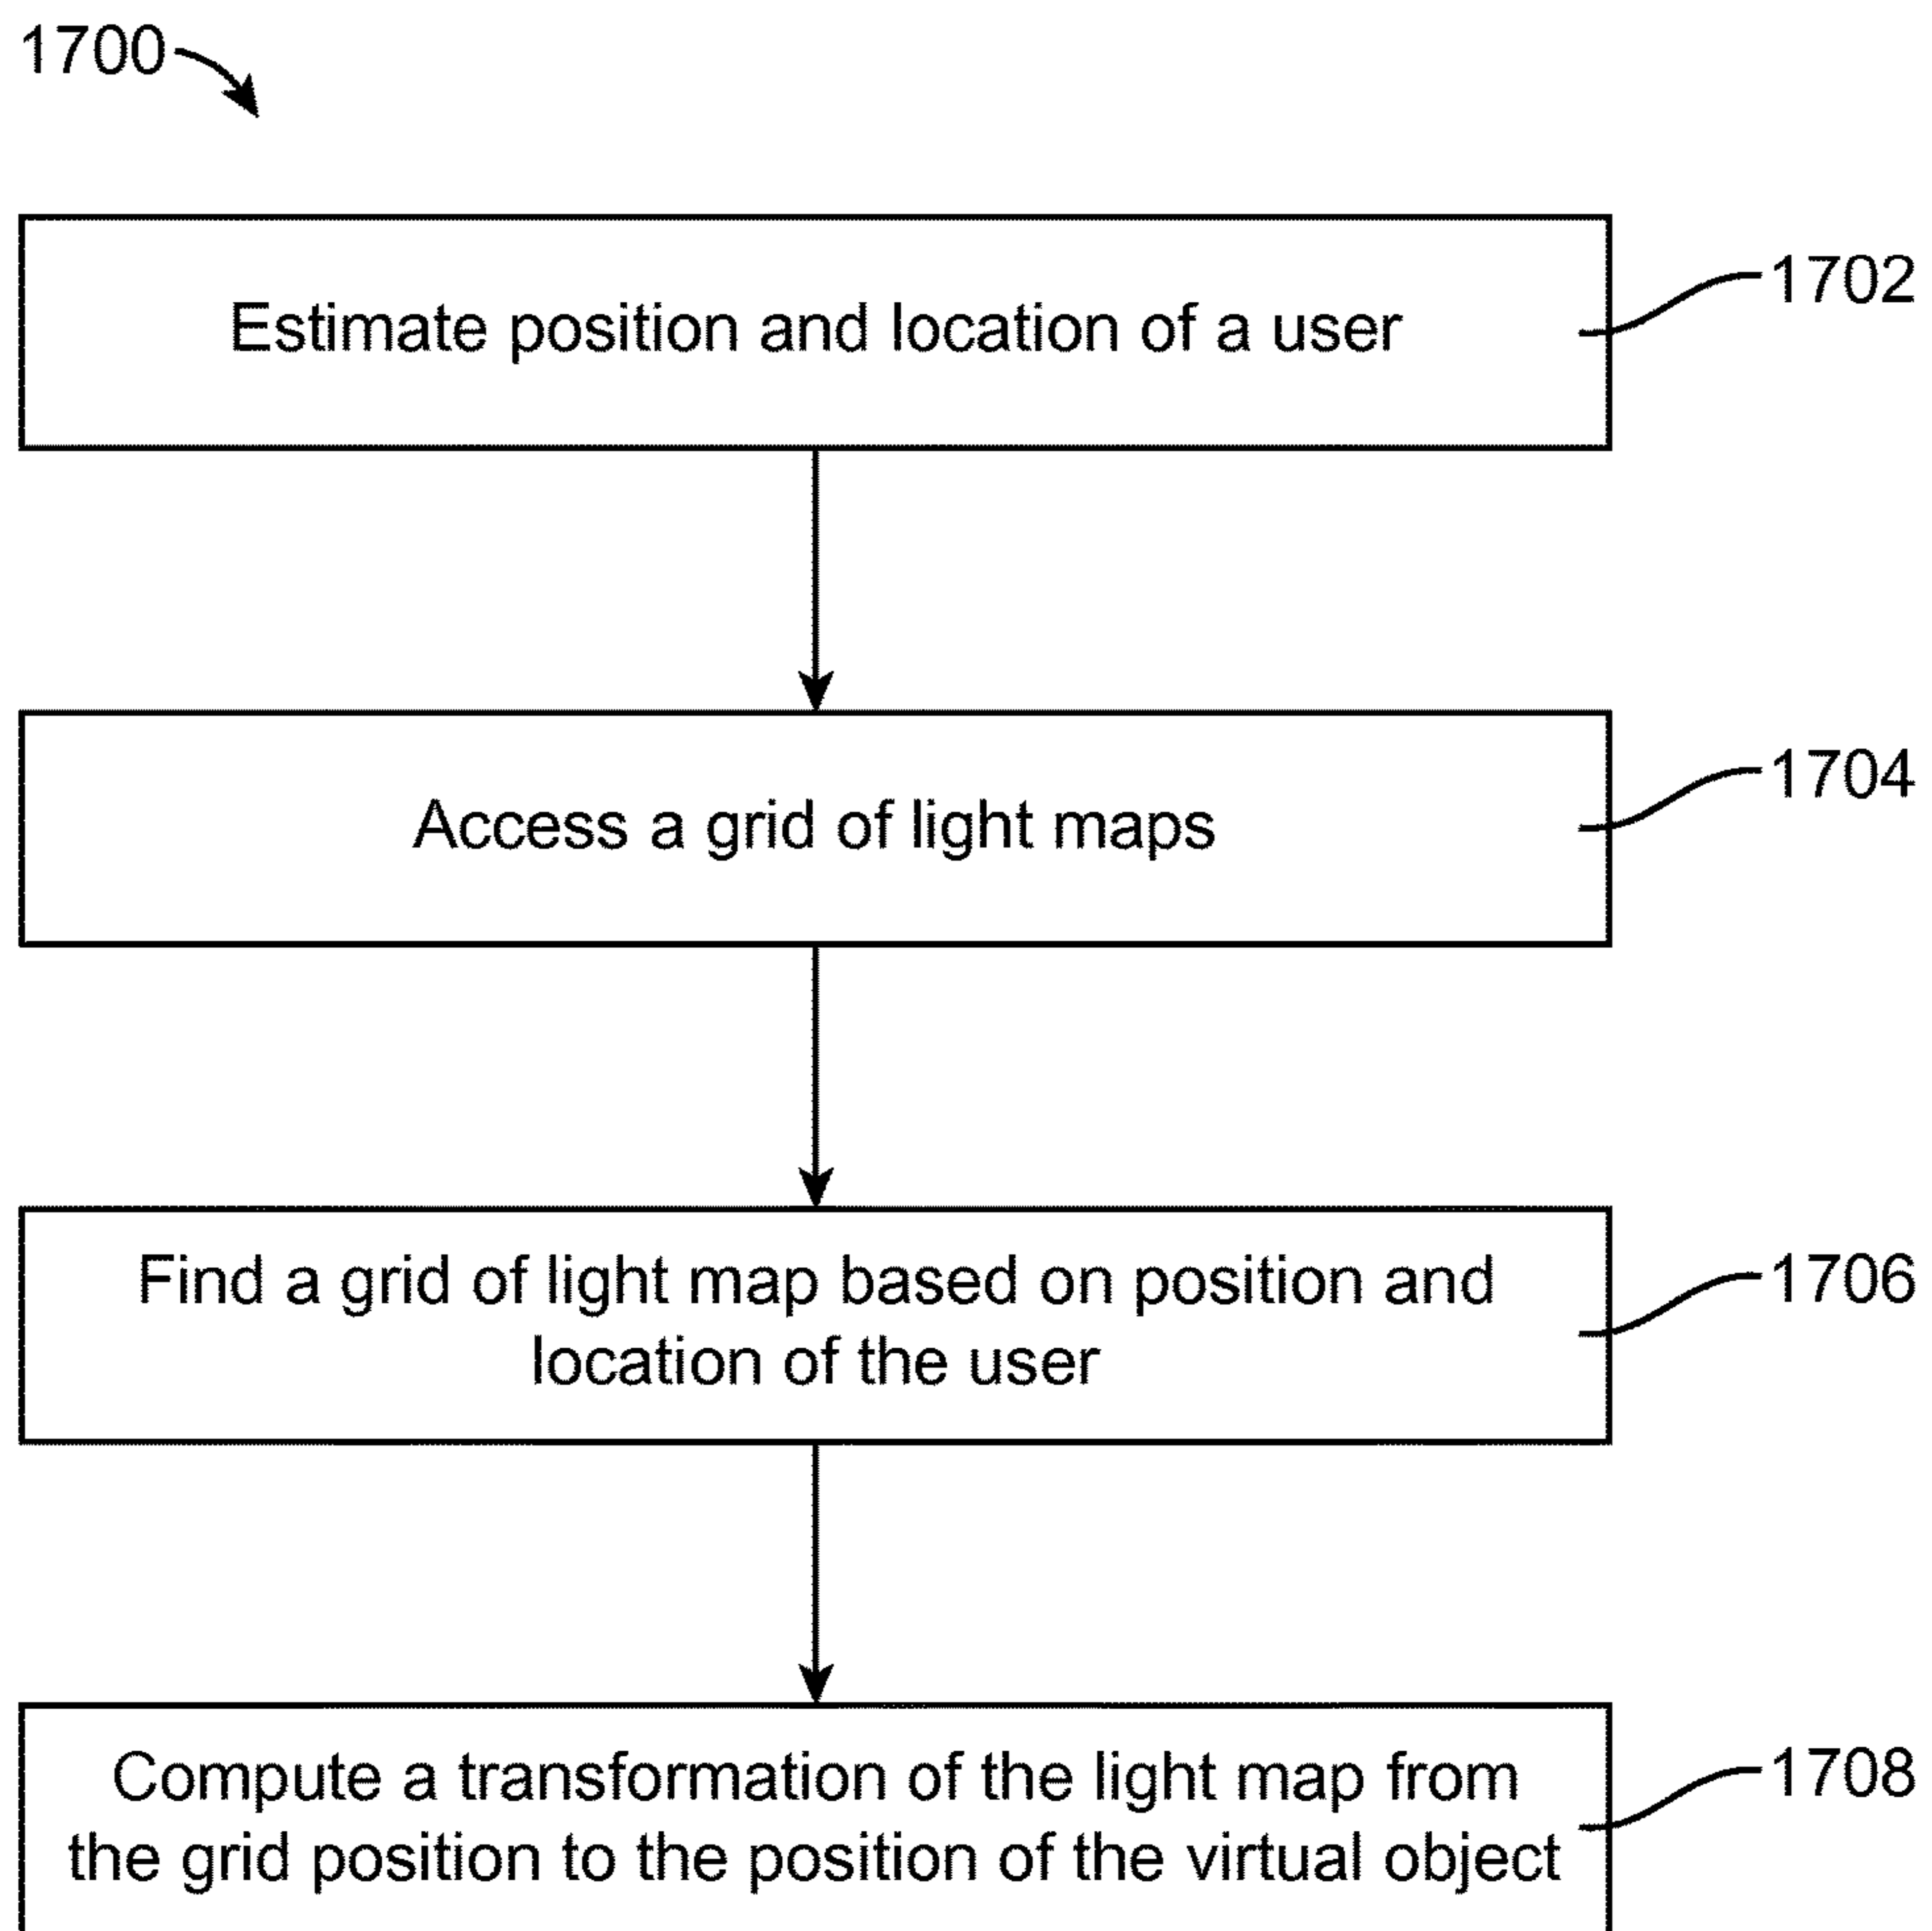 1700
Estimate position and location of a user
1702
Access a grid of light maps
1704
Find a grid of light map based on position and
location of the user
1706
Compute a transformation of the light map from
the grid position to the position of the virtual object
1708